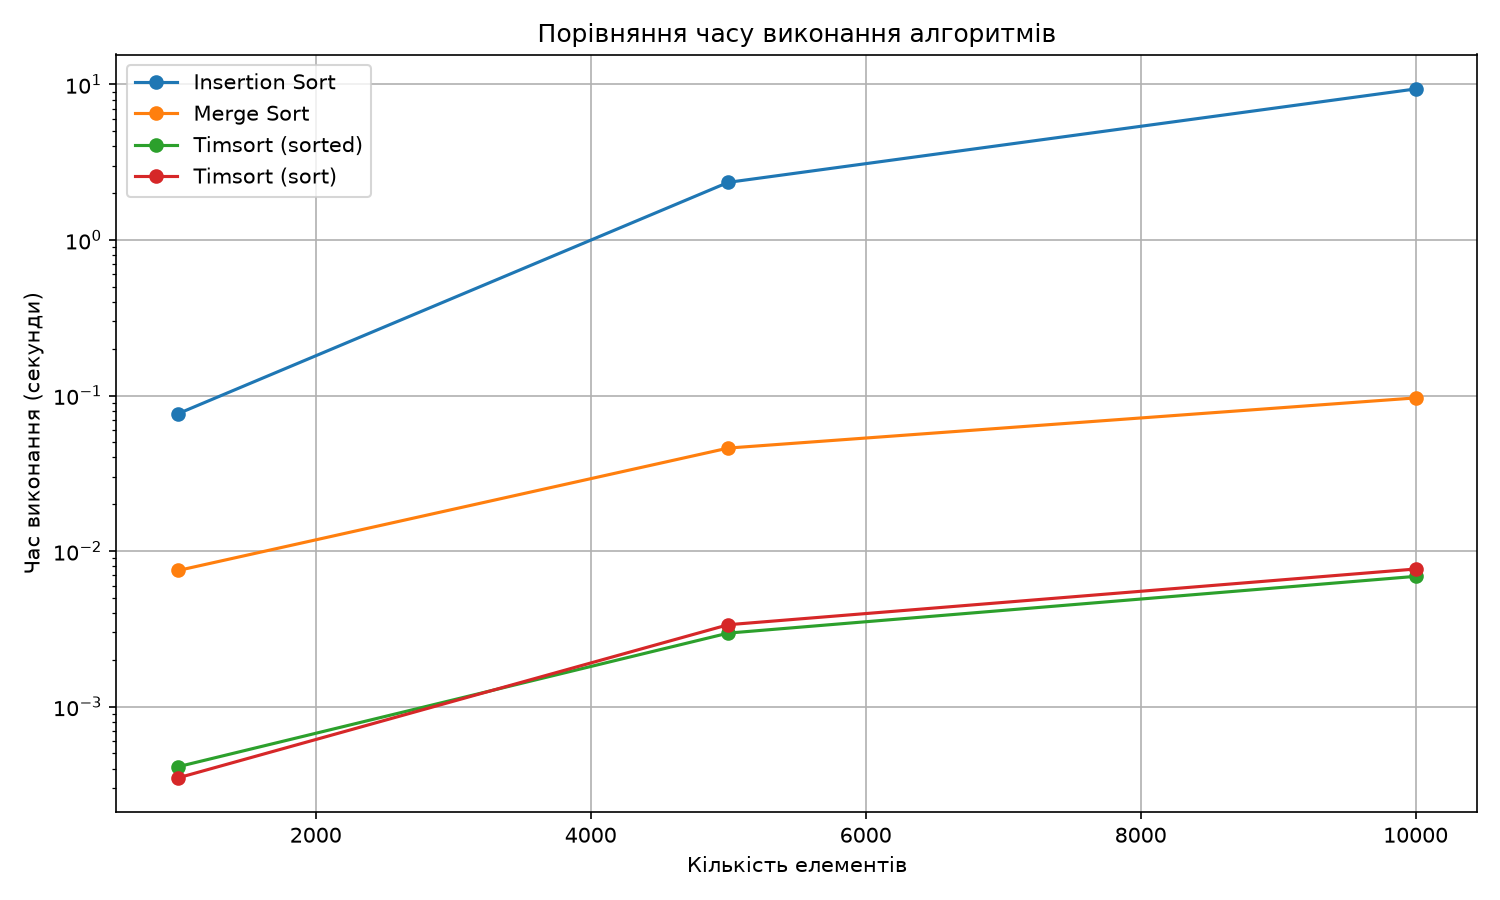 Порівняння часу виконання алгоритмів
Insertion Sort
Merge Sort
Timsort (sorted)
Timsort (sort)
Час виконання (секунди)
10¹
10⁰
10⁻¹
10⁻²
10⁻³
2000 4000 6000 8000 10000
Кількість елементів